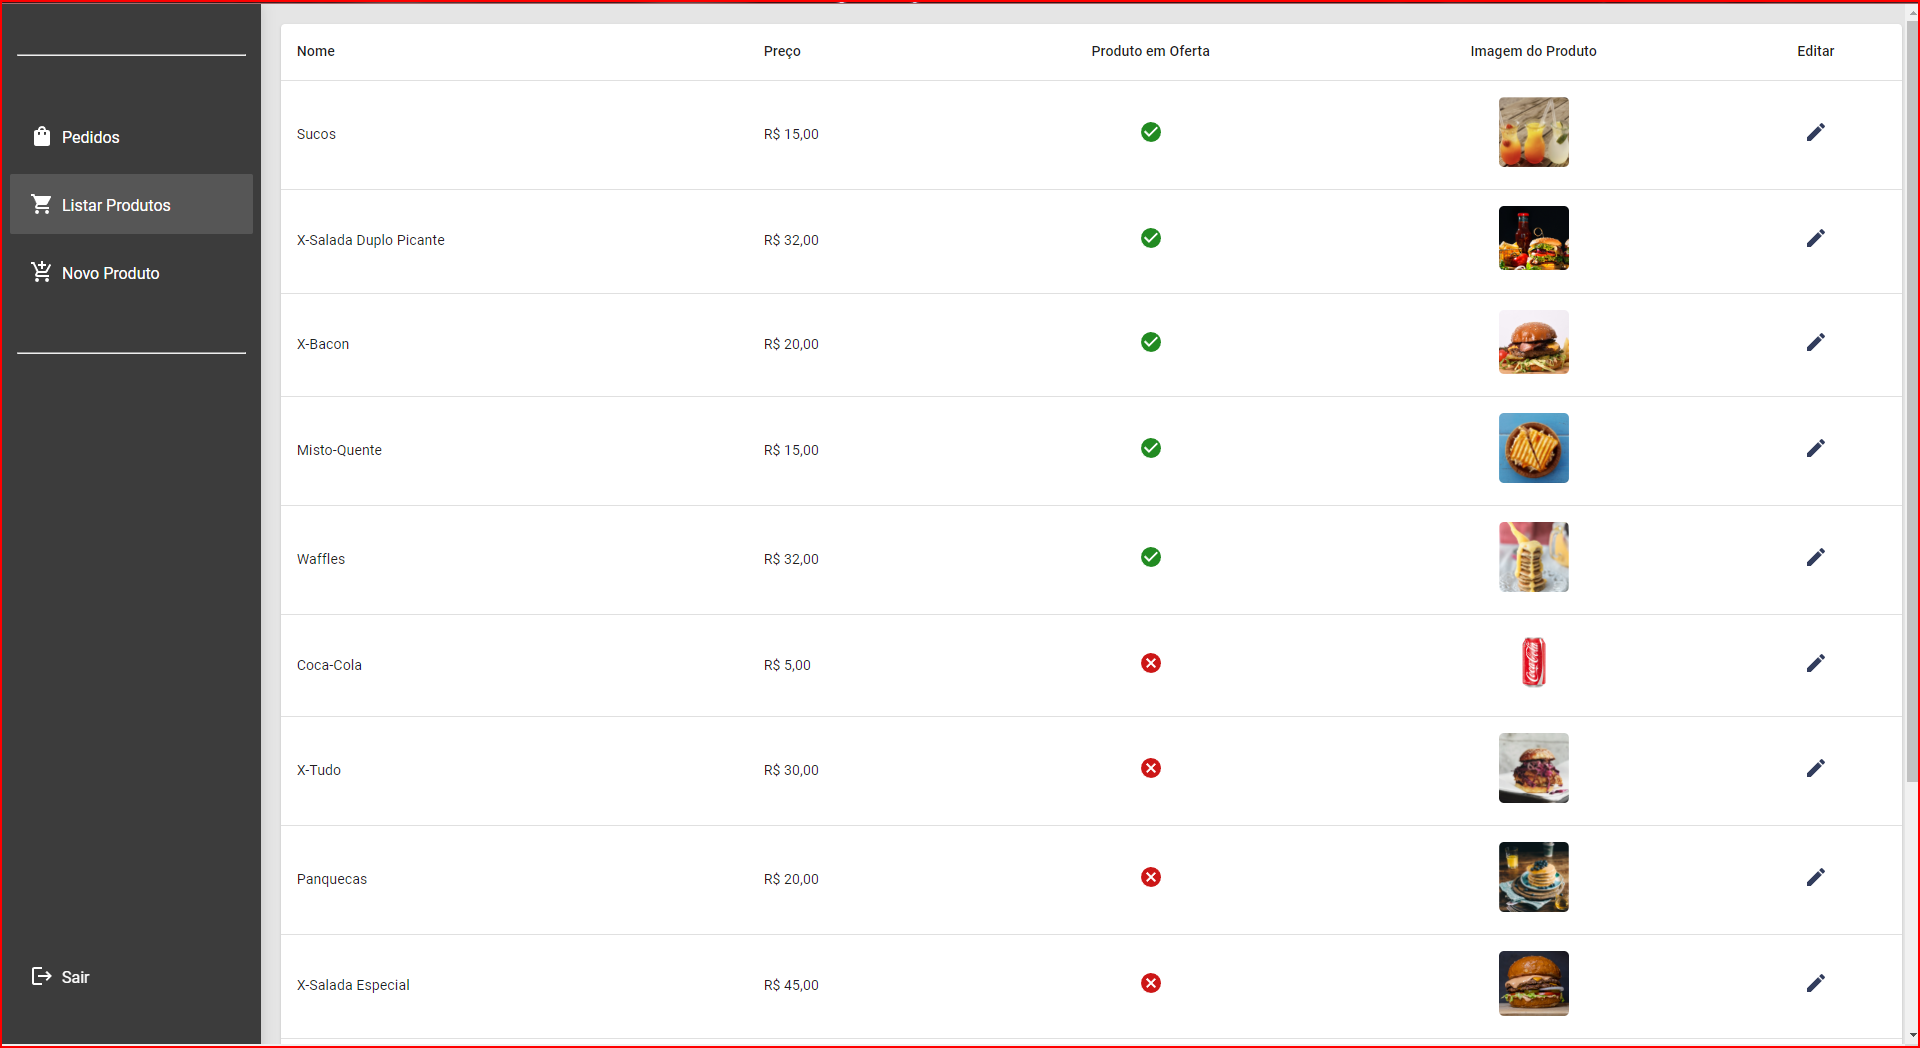 Pedidos
Listar Produtos
Novo Produto
Sair
Nome Preço Produto em Oferta Imagem do Produto Editar
Sucos R$ 15,00
X-Salada Duplo Picante R$ 32,00
X-Bacon R$ 20,00
Misto-Quente R$ 15,00
Waffles R$ 32,00
Coca-Cola R$ 5,00
Coca-Cola
X-Tudo R$ 30,00
Panquecas R$ 20,00
X-Salada Especial R$ 45,00